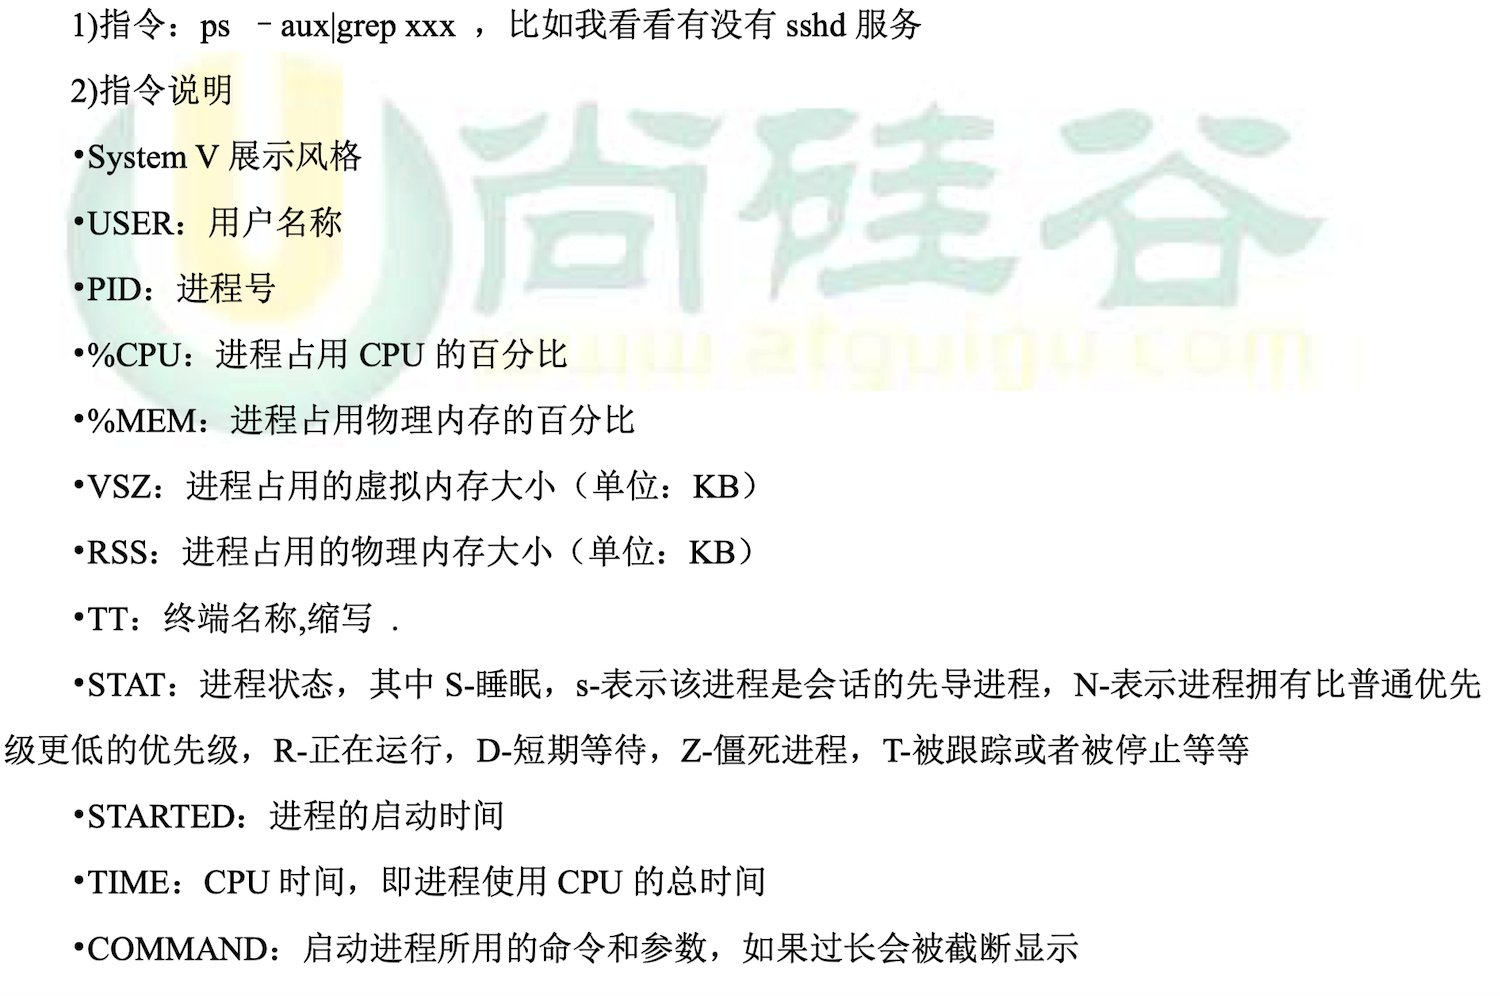 1)指令：ps –aux|grep xxx ，比如我看看有没有 sshd 服务
2)指令说明
•System V 展示风格
•USER：用户名称
•PID：进程号
•%CPU：进程占用 CPU 的百分比
•%MEM：进程占用物理内存的百分比
•VSZ：进程占用的虚拟内存大小（单位：KB）
•RSS：进程占用的物理内存大小（单位：KB）
•TT：终端名称,缩写 .
•STAT：进程状态，其中 S-睡眠，s-表示该进程是会话的先导进程，N-表示进程拥有比普通优先
级更低的优先级，R-正在运行，D-短期等待，Z-僵死进程，T-被跟踪或者被停止等等
•STARTED：进程的启动时间
•TIME：CPU 时间，即进程使用 CPU 的总时间
•COMMAND：启动进程所用的命令和参数，如果过长会被截断显示
尚硅谷
www.atguigu.com